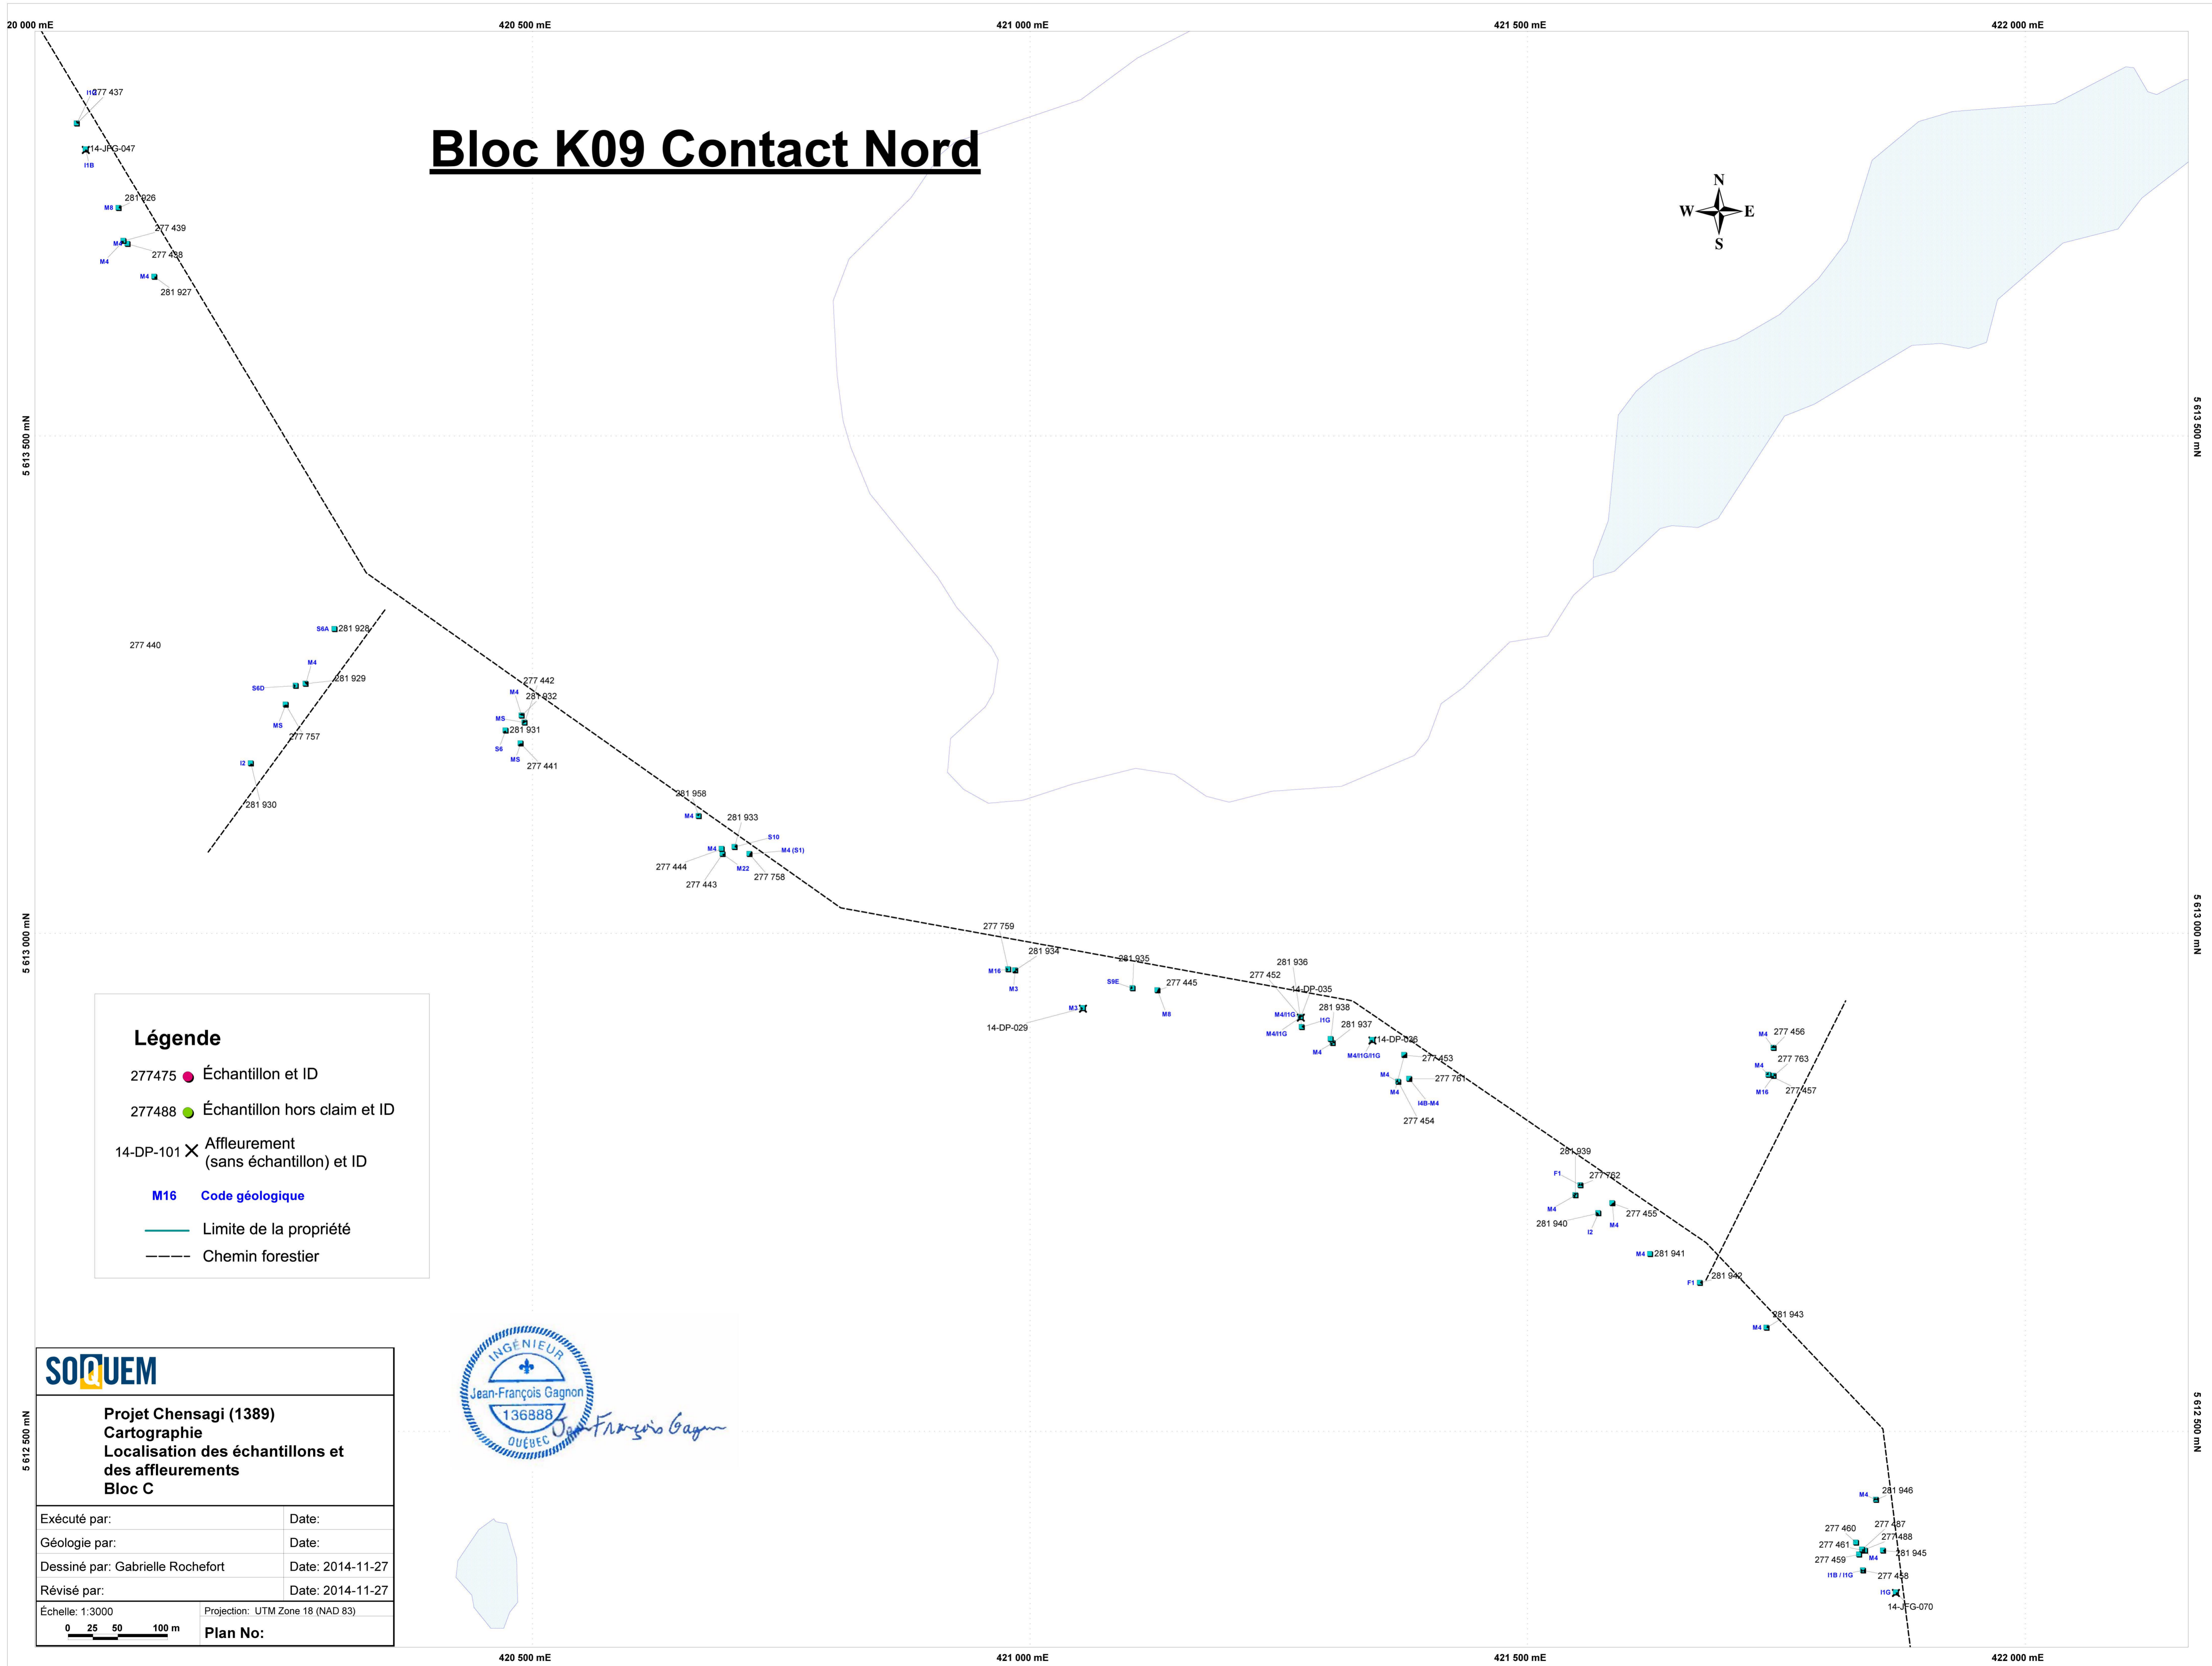 20 000 mE
420 500 mE
421 000 mE
421 500 mE
422 000 mE
Bloc K09 Contact Nord
277 437
14-JFG-047
I1B
N
W E
S
281 926
M8
277 439
M4
277 438
M4
M4
281 927
5 613 500 mN
5 613 500 mN
S6A
281 928
277 440
M4
281 929
S6D
MS
277 757
I2
281 930
277 442
M4
281 932
MS
281 931
S6
MS
277 441
281 958
M4
281 933
S10
M4
M4 (S1)
277 444
M22
277 758
277 443
5 613 000 mN
5 613 000 mN
277 759
281 934
M16
M3
281 935
S9E
277 445
M8
M3
14-DP-029
281 936
277 452
14-DP-035
281 938
M4/I1G
I1G
281 937
M4/I1G
M4
14-DP-026
M4/I1G/I1G
277 453
M4
277 761
M4
I4B-M4
277 454
M4
277 456
277 763
M4
M16
277 457
281 939
F1
277 762
M4
277 455
281 940
M4
I2
M4
281 941
F1
281 942
281 943
M4
Légende
277475
Échantillon et ID
277488
Échantillon hors claim et ID
14-DP-101
Affleurement
(sans échantillon) et ID
M16
Code géologique
Limite de la propriété
Chemin forestier
5 612 500 mN
5 612 500 mN
INGÉNIEUR
Jean-François Gagnon
136888
QUÉBEC
Jean-François Gagnon
M4
281 946
277 460
277 487
277 461
277 488
277 459
M4
281 945
I1B / I1G
277 458
I1G
14-JFG-070
SOQUEM
Projet Chensagi (1389)
Cartographie
Localisation des échantillons et
des affleurements
Bloc C
Exécuté par:
Date:
Géologie par:
Date:
Dessiné par: Gabrielle Rochefort
Date: 2014-11-27
Révisé par:
Date: 2014-11-27
Échelle: 1:3000
0 25 50 100 m
Projection: UTM Zone 18 (NAD 83)
Plan No:
420 500 mE
421 000 mE
421 500 mE
422 000 mE